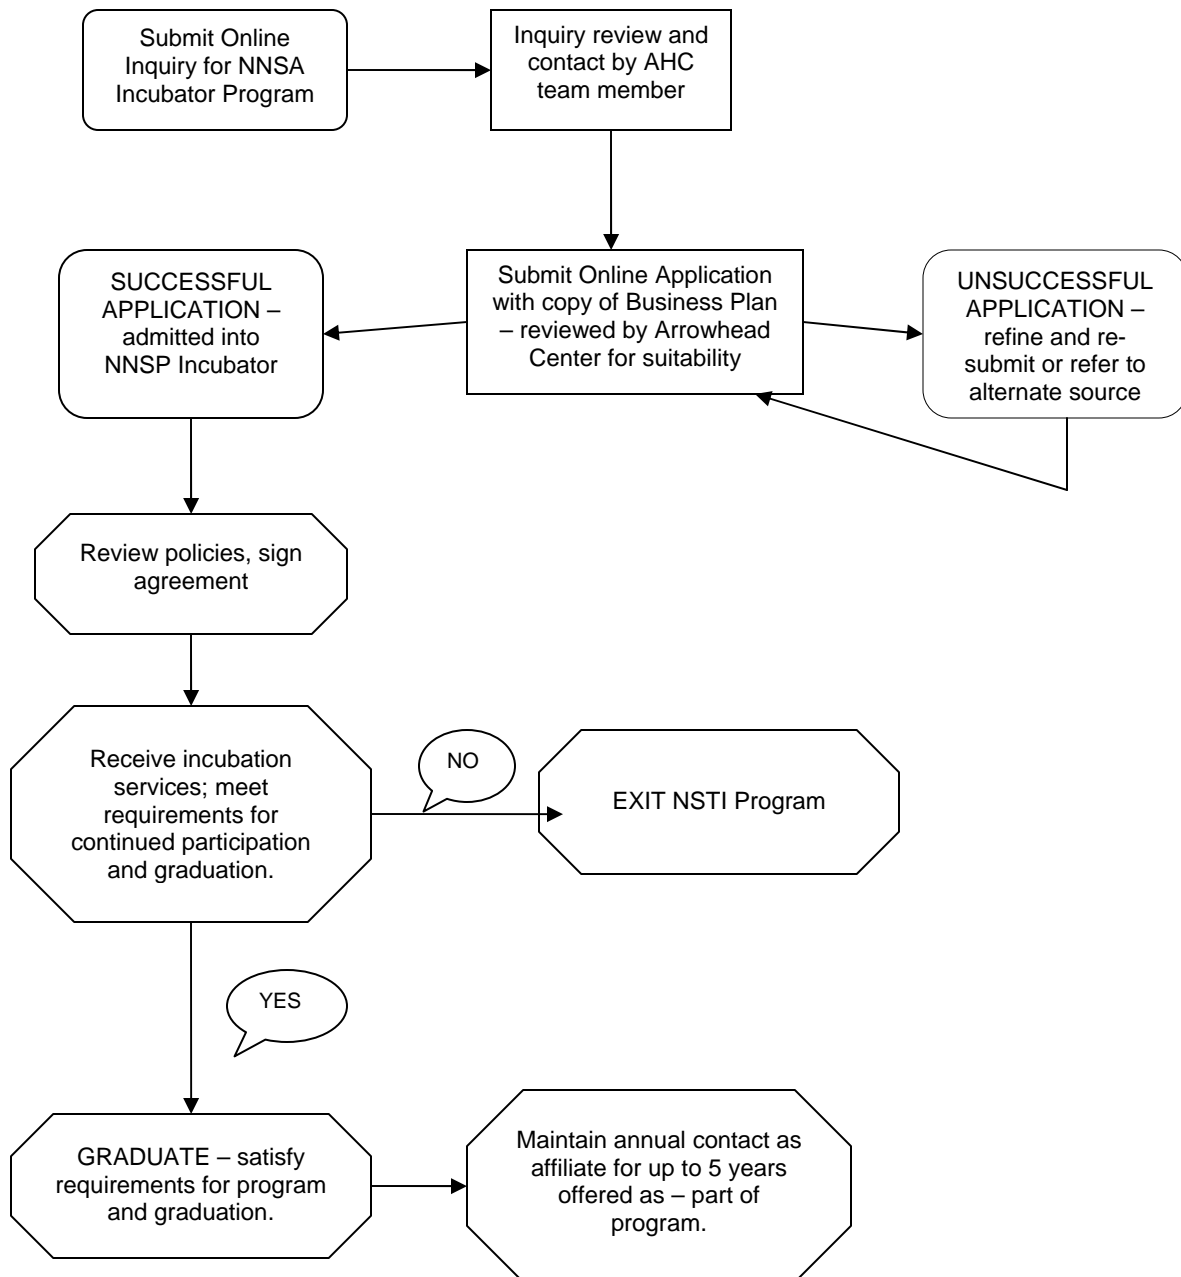 Submit Online
Inquiry for NNSA
Incubator Program
Inquiry review and
contact by AHC
team member
SUCCESSFUL
APPLICATION –
admitted into
NNSP Incubator
Submit Online Application
with copy of Business Plan
– reviewed by Arrowhead
Center for suitability
UNSUCCESSFUL
APPLICATION –
refine and re-
submit or refer to
alternate source
Review policies, sign
agreement
Receive incubation
services; meet
requirements for
continued participation
and graduation.
NO
EXIT NSTI Program
YES
GRADUATE – satisfy
requirements for program
and graduation.
Maintain annual contact as
affiliate for up to 5 years
offered as – part of
program.